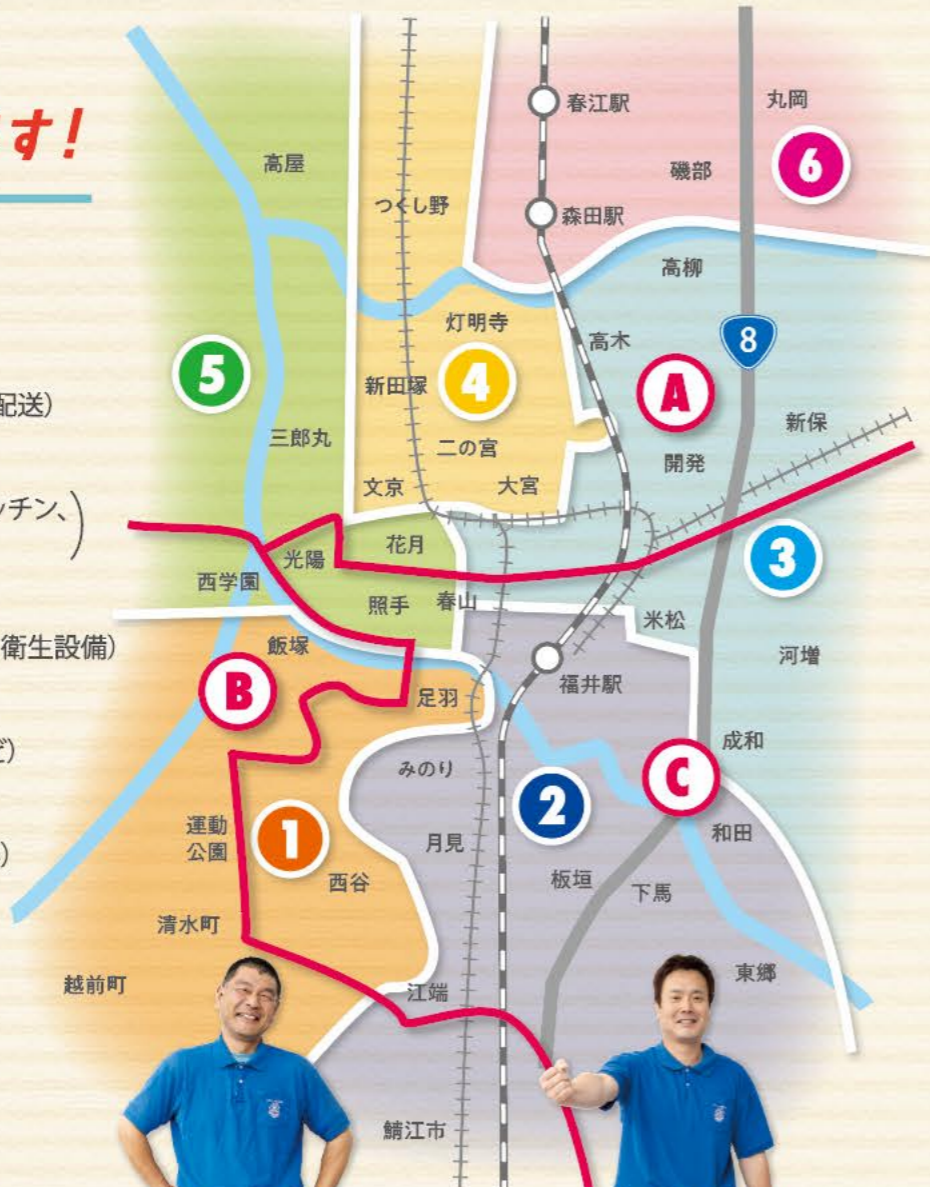 す!
配送)
ッチン、)
衛生設備)
ど)
)
春江駅
丸岡
6
磯部
高屋
つくし野
森田駅
高柳
灯明寺
高木
8
5
新田塚
4
A
新保
三郎丸
二の宮
開発
文京
大宮
花月
光陽
3
西学園
照手
春山
米松
飯塚
河増
B
足羽
福井駅
成和
みのり
C
2
和田
運動
公園
1
月見
西谷
板垣
下馬
清水町
東郷
越前町
江端
鯖江市